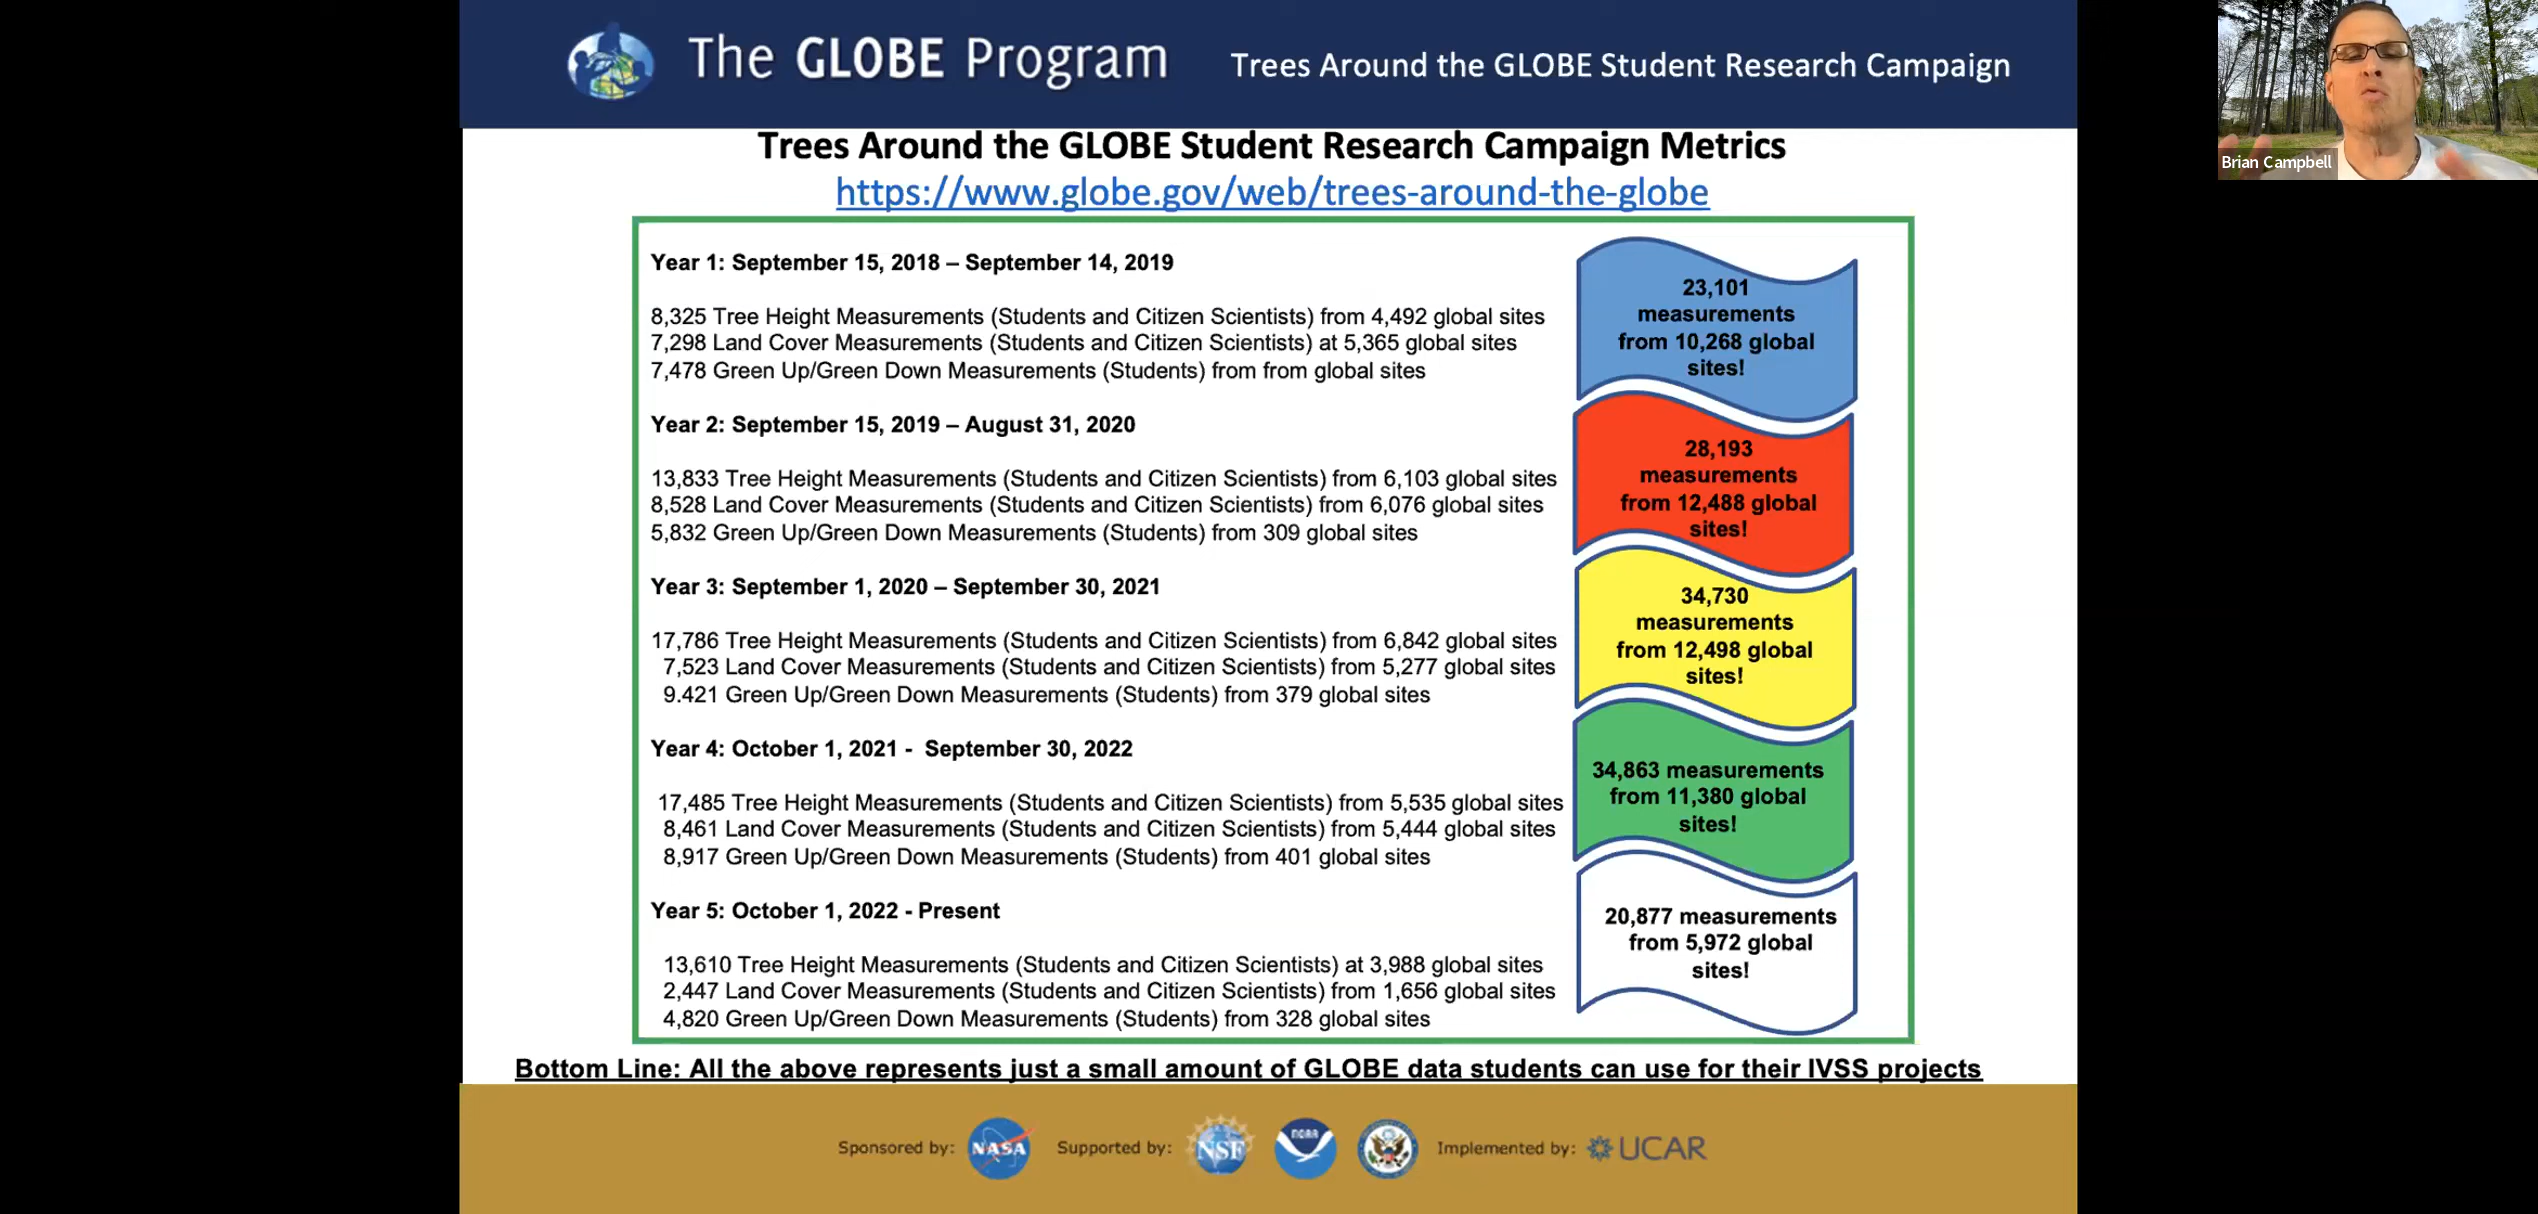 The GLOBE Program
Trees Around the GLOBE Student Research Campaign
Brian Campbell
Trees Around the GLOBE Student Research Campaign Metrics
https://www.globe.gov/web/trees-around-the-globe
Year 1: September 15, 2018 – September 14, 2019
8,325 Tree Height Measurements (Students and Citizen Scientists) from 4,492 global sites
7,298 Land Cover Measurements (Students and Citizen Scientists) at 5,365 global sites
7,478 Green Up/Green Down Measurements (Students) from from global sites
23,101
measurements
from 10,268 global
sites!
Year 2: September 15, 2019 – August 31, 2020
13,833 Tree Height Measurements (Students and Citizen Scientists) from 6,103 global sites
8,528 Land Cover Measurements (Students and Citizen Scientists) from 6,076 global sites
5,832 Green Up/Green Down Measurements (Students) from 309 global sites
28,193
measurements
from 12,488 global
sites!
Year 3: September 1, 2020 – September 30, 2021
17,786 Tree Height Measurements (Students and Citizen Scientists) from 6,842 global sites
7,523 Land Cover Measurements (Students and Citizen Scientists) from 5,277 global sites
9.421 Green Up/Green Down Measurements (Students) from 379 global sites
34,730
measurements
from 12,498 global
sites!
Year 4: October 1, 2021 - September 30, 2022
17,485 Tree Height Measurements (Students and Citizen Scientists) from 5,535 global sites
8,461 Land Cover Measurements (Students and Citizen Scientists) from 5,444 global sites
8,917 Green Up/Green Down Measurements (Students) from 401 global sites
34,863 measurements
from 11,380 global
sites!
Year 5: October 1, 2022 - Present
13,610 Tree Height Measurements (Students and Citizen Scientists) at 3,988 global sites
2,447 Land Cover Measurements (Students and Citizen Scientists) from 1,656 global sites
4,820 Green Up/Green Down Measurements (Students) from 328 global sites
20,877 measurements
from 5,972 global
sites!
Bottom Line: All the above represents just a small amount of GLOBE data students can use for their IVSS projects
Sponsored by: NASA Supported by: NSF NOAA Implemented by: UCAR